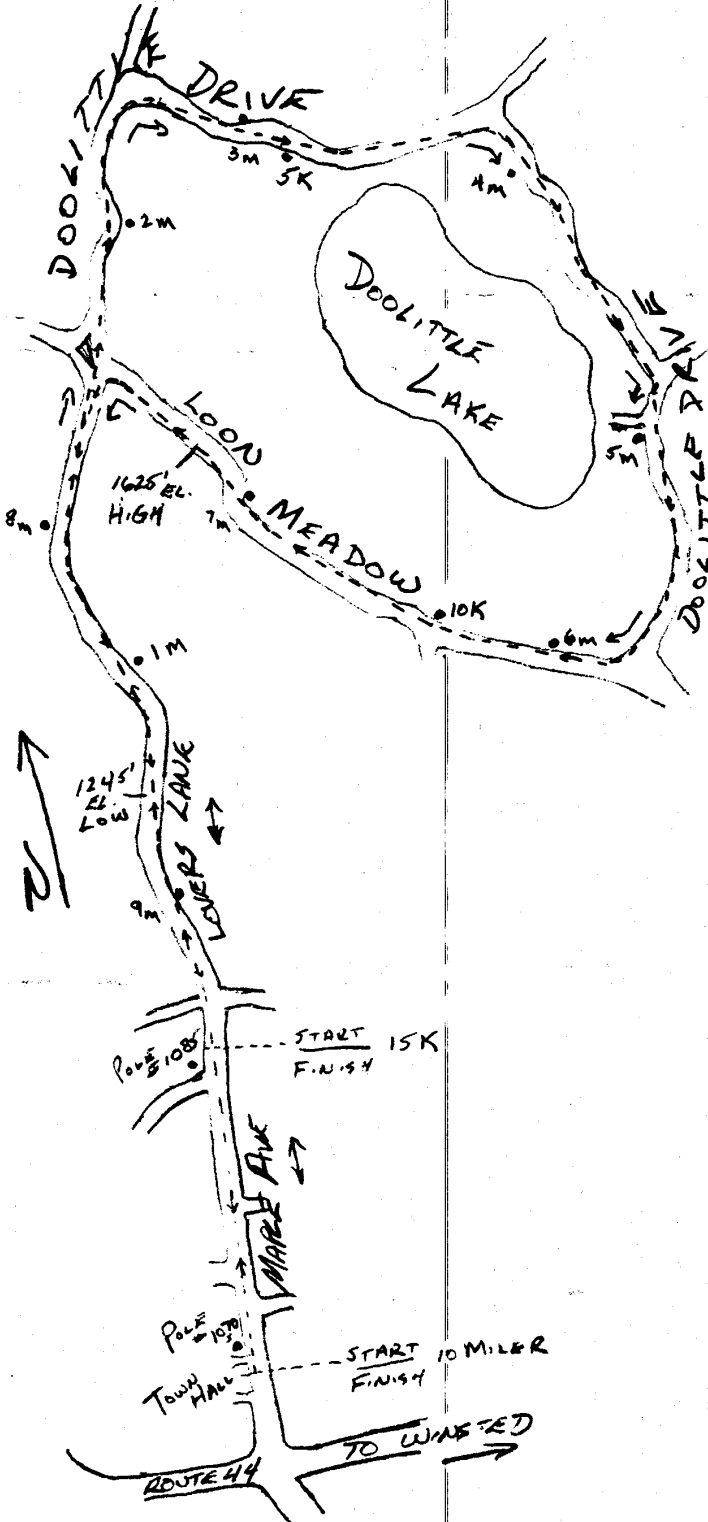 DOOLITTLE
DRIVE
3m
5K
4m
2m
DOOLITTLE
LAKE
DOOLITTLE DRIVE
5m
LOON
MEADOW
1625' EL.
HIGH
7m
8m
10K
6m
1m
1245'
EL.
LOW
LOVERS LANE
N
9m
START
FINISH
15K
POLE
# 1085
MAPLE AVE
POLE
TOWN
HALL
START
FINISH
10 MILER
TO WINSTED
ROUTE 44